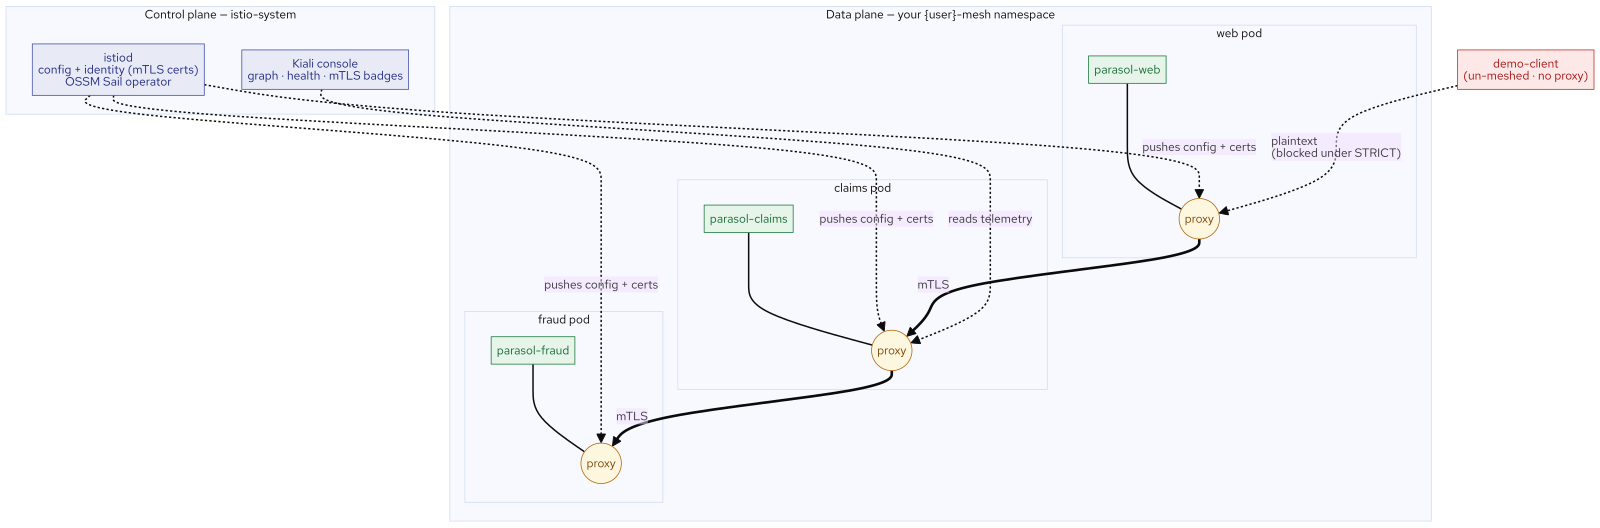 Control plane — istio-system
istiod
config + identity (mTLS certs)
OSSM Sail operator
Kiali console
graph · health · mTLS badges
Data plane — your {user}-mesh namespace
web pod
parasol-web
demo-client
(un-meshed · no proxy)
pushes config + certs
plaintext
(blocked under STRICT)
proxy
claims pod
parasol-claims
pushes config + certs
reads telemetry
mTLS
proxy
pushes config + certs
fraud pod
parasol-fraud
mTLS
proxy